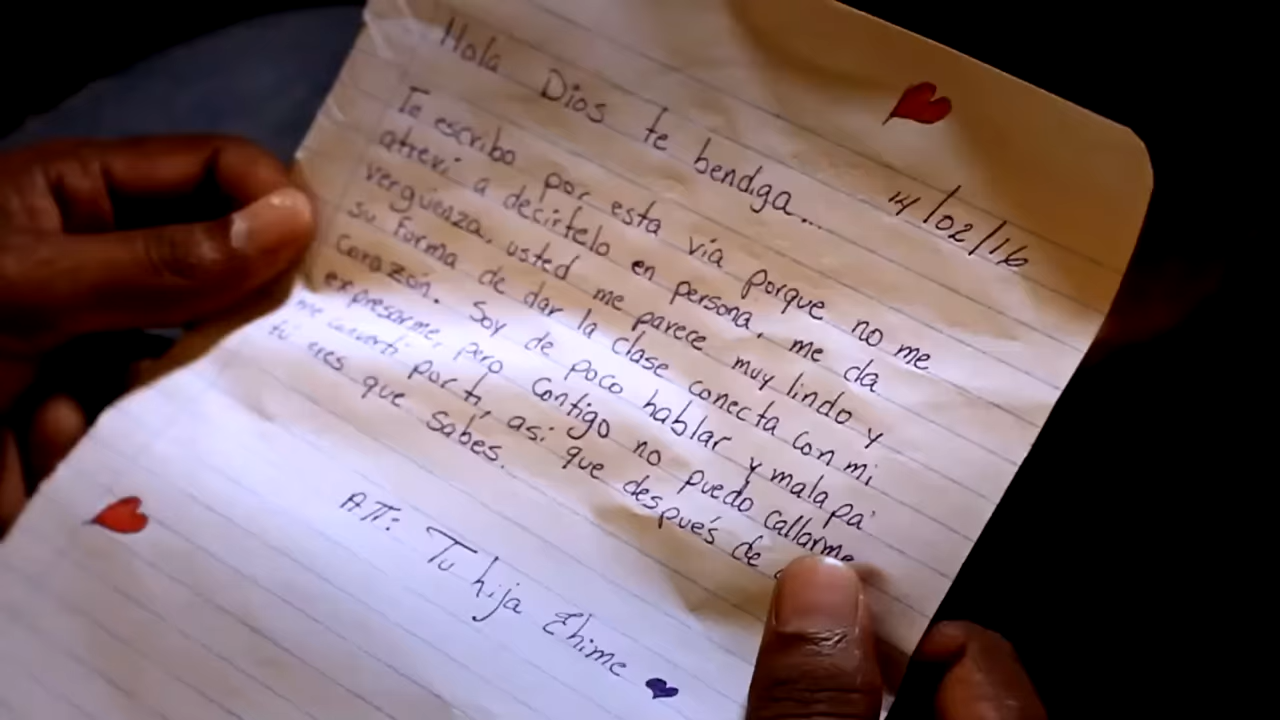 Hola Dios te bendiga...
14/02/16
Te escribo por esta vía porque no me
atreví a decírtelo en persona, me da
vergüenza, usted me parece muy lindo y
su forma de dar la clase conecta con mi
corazón. Soy de poco hablar y mala pa'
expresarme, pero contigo no puedo callarme
me convertí por ti, así que después de
tú eres que sabes.
ATT: Tu hija Ehime